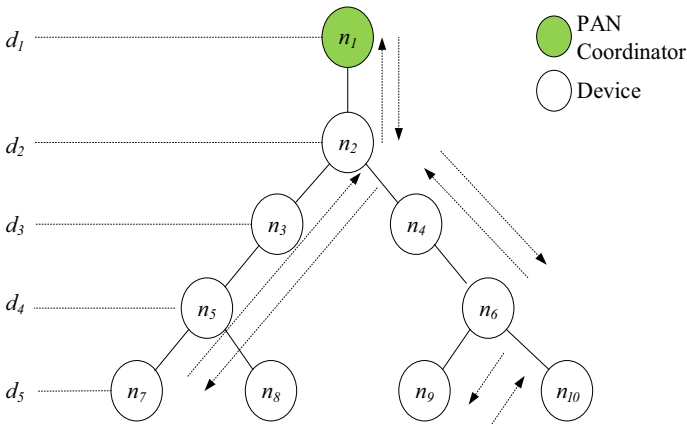 d1 n1 PAN
Coordinator
Device
d2 n2
d3 n3 n4
d4 n5 n6
d5 n7 n8 n9 n10